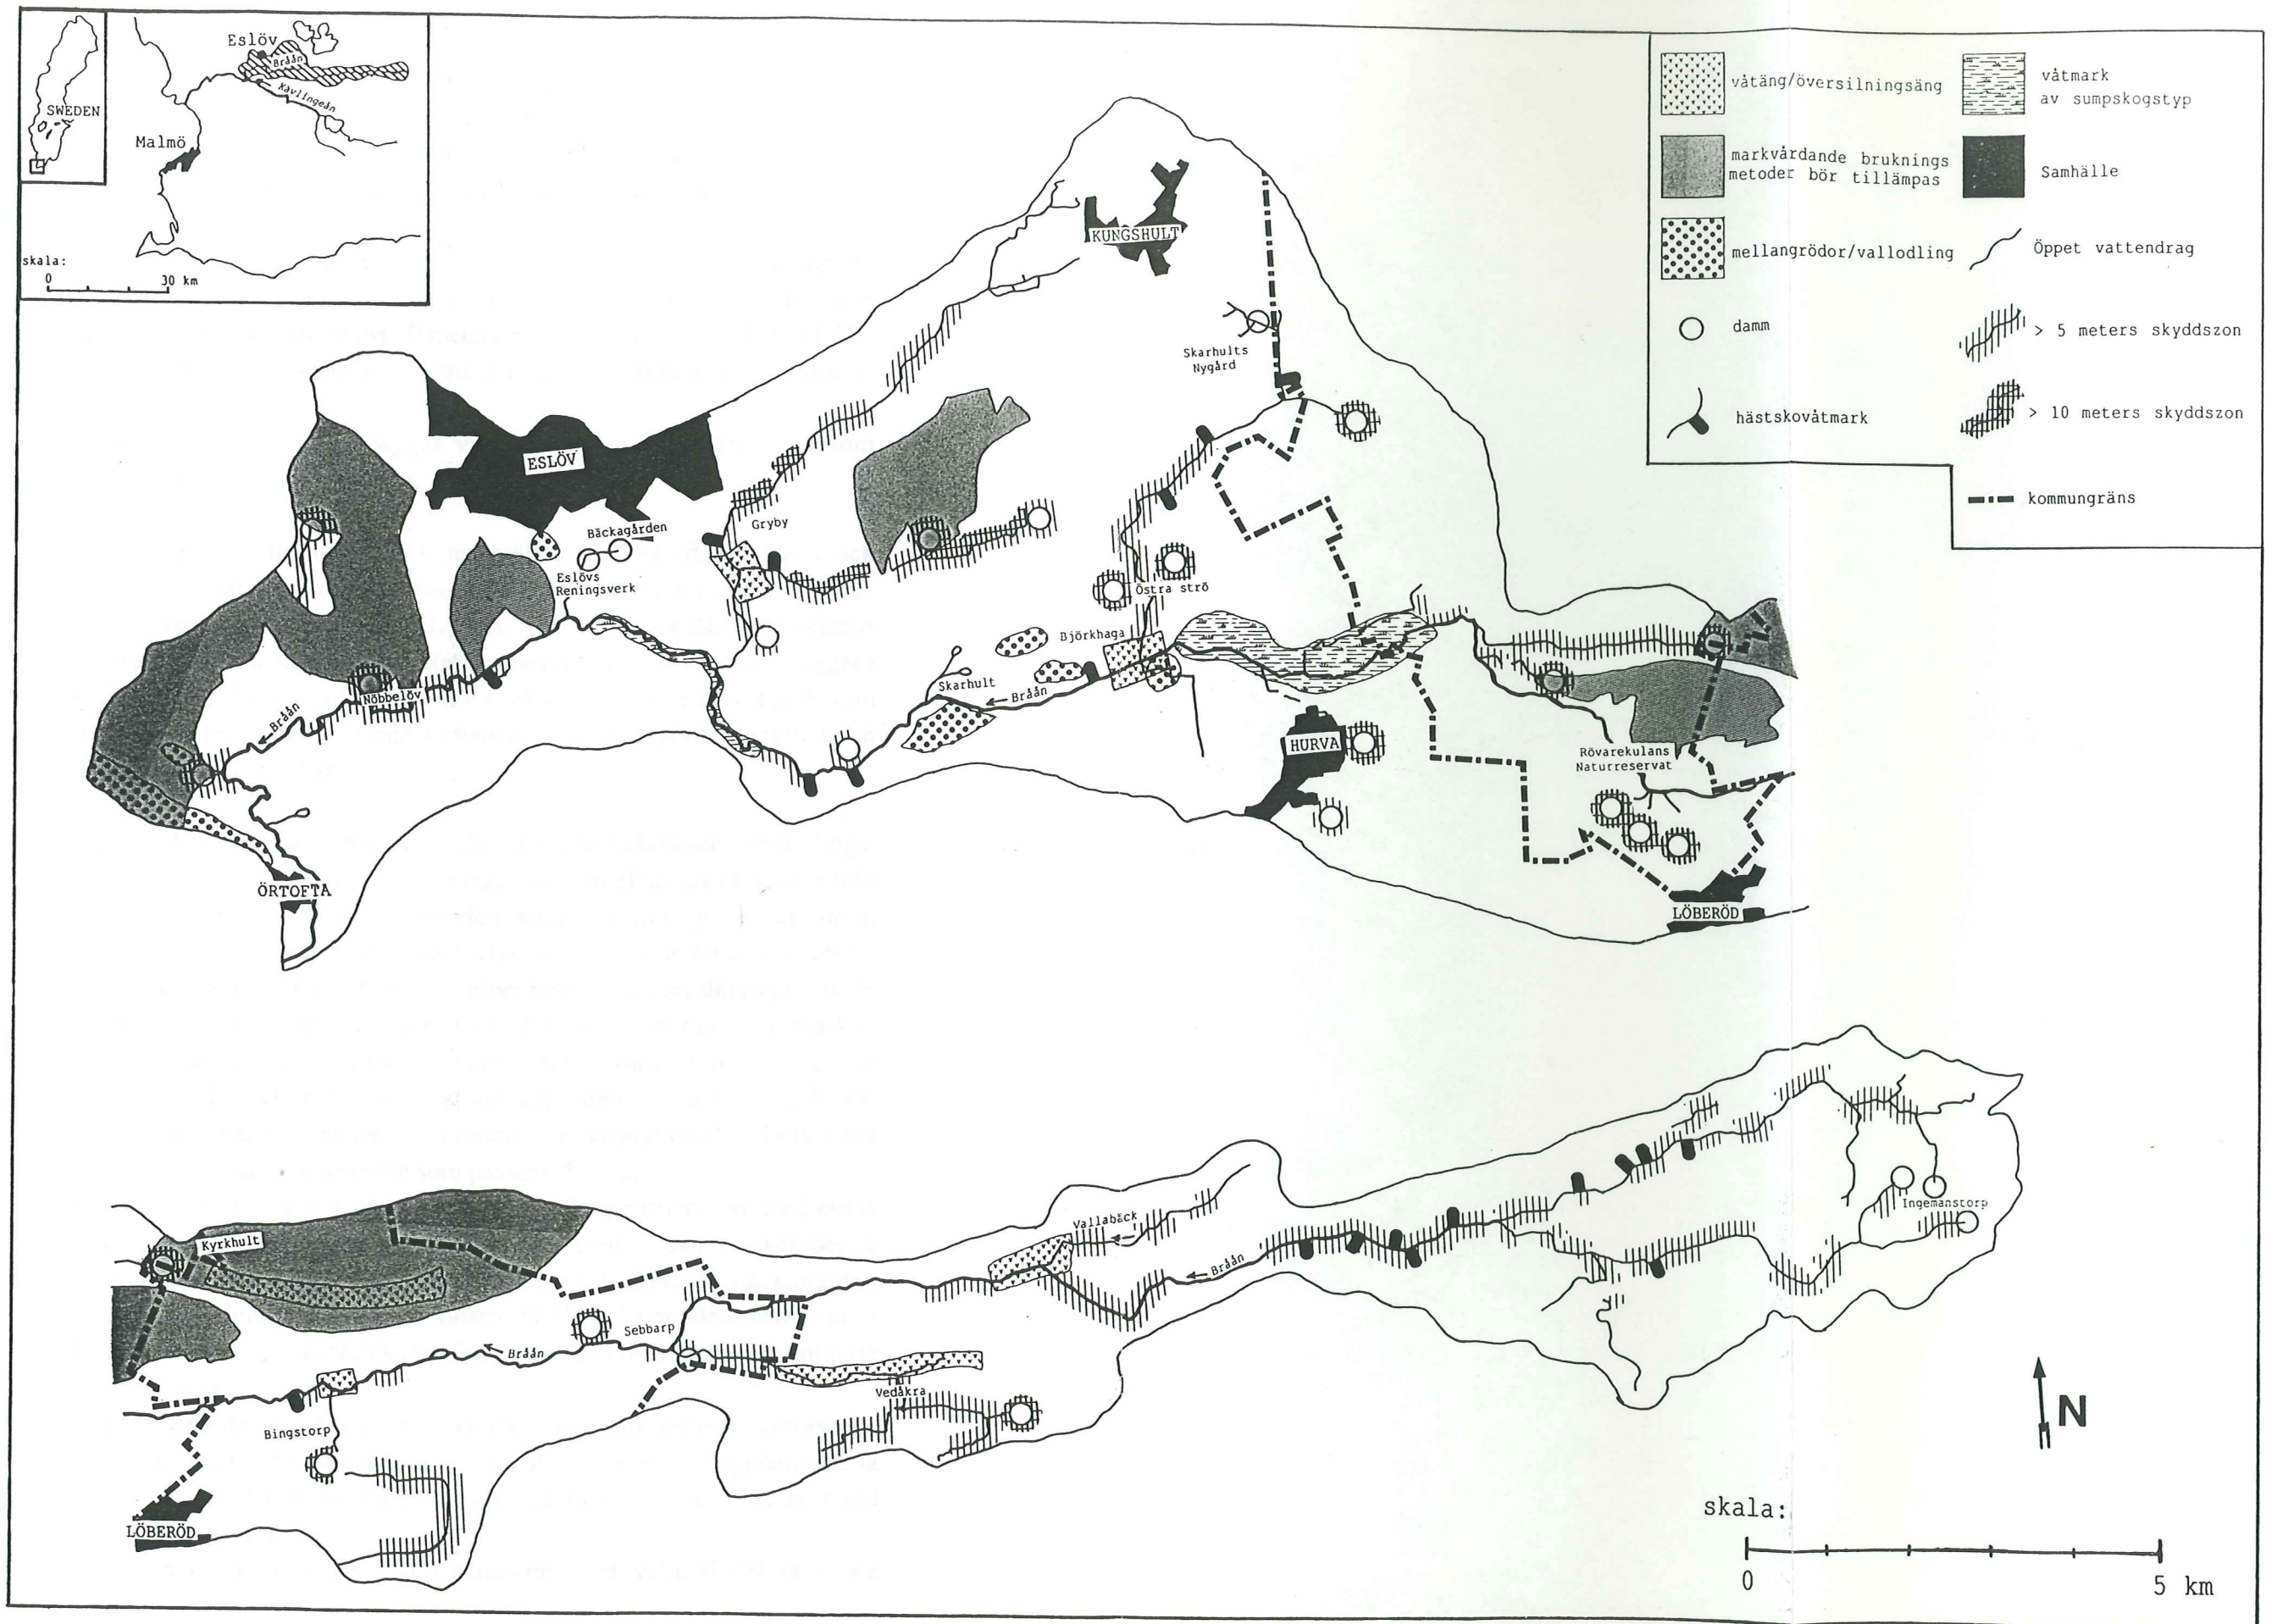 Eslöv
Bråån
Kävlingeån
SWEDEN
Malmö
skala:
0 30 km
våtäng/översilningsäng
våtmark
av sumpskogstyp
markvårdande bruknings
metoder bör tillämpas
Samhälle
mellangrödor/vallodling
Öppet vattendrag
damm
> 5 meters skyddszon
hästskovåtmark
> 10 meters skyddszon
kommungräns
KUNGSHULT
Skarhults
Nygård
ESLÖV
Bäckagården
Gryby
Eslövs
Reningsverk
Östra strö
Björkhaga
Skarhult
Bråån
Nöbbelöv
Bråån
HURVA
Rövarekulans
Naturreservat
ÖRTOFTA
LÖBERÖD
Kyrkhult
Vallabäck
Bråån
Ingemanstorp
Sebbarp
Bråån
Vedåkra
Bingstorp
LÖBERÖD
N
skala:
0 5 km